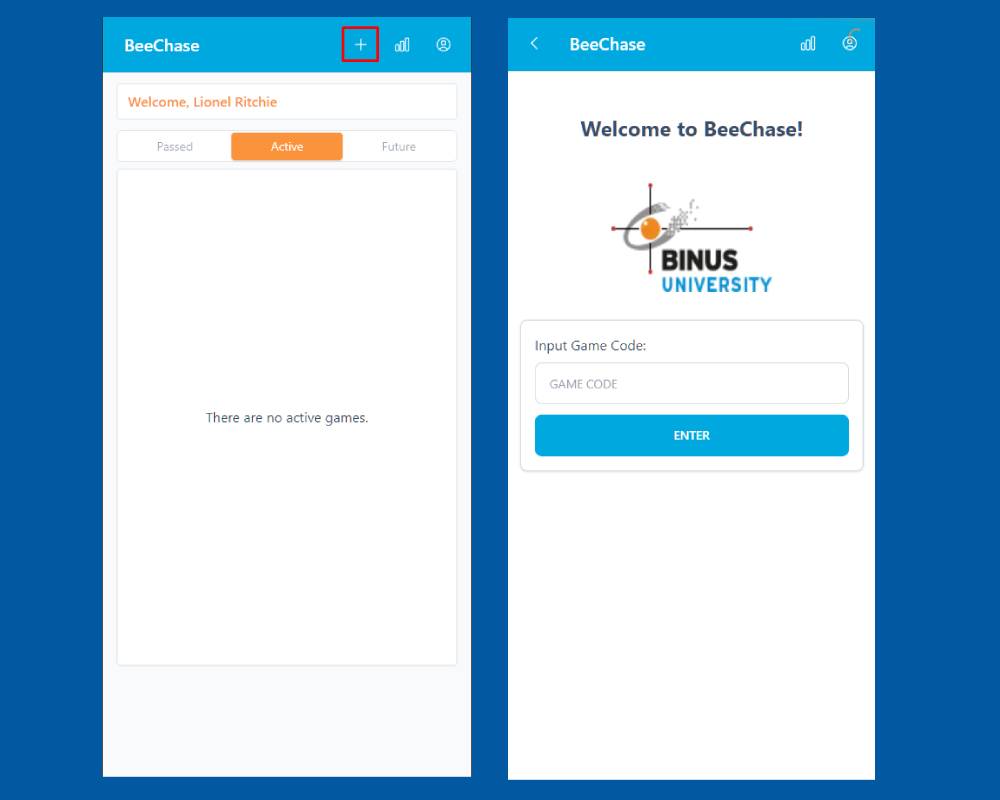 BeeChase
Welcome, Lionel Ritchie
Passed
Active
Future
There are no active games.
BeeChase
Welcome to BeeChase!
BINUS
UNIVERSITY
Input Game Code:
GAME CODE
ENTER